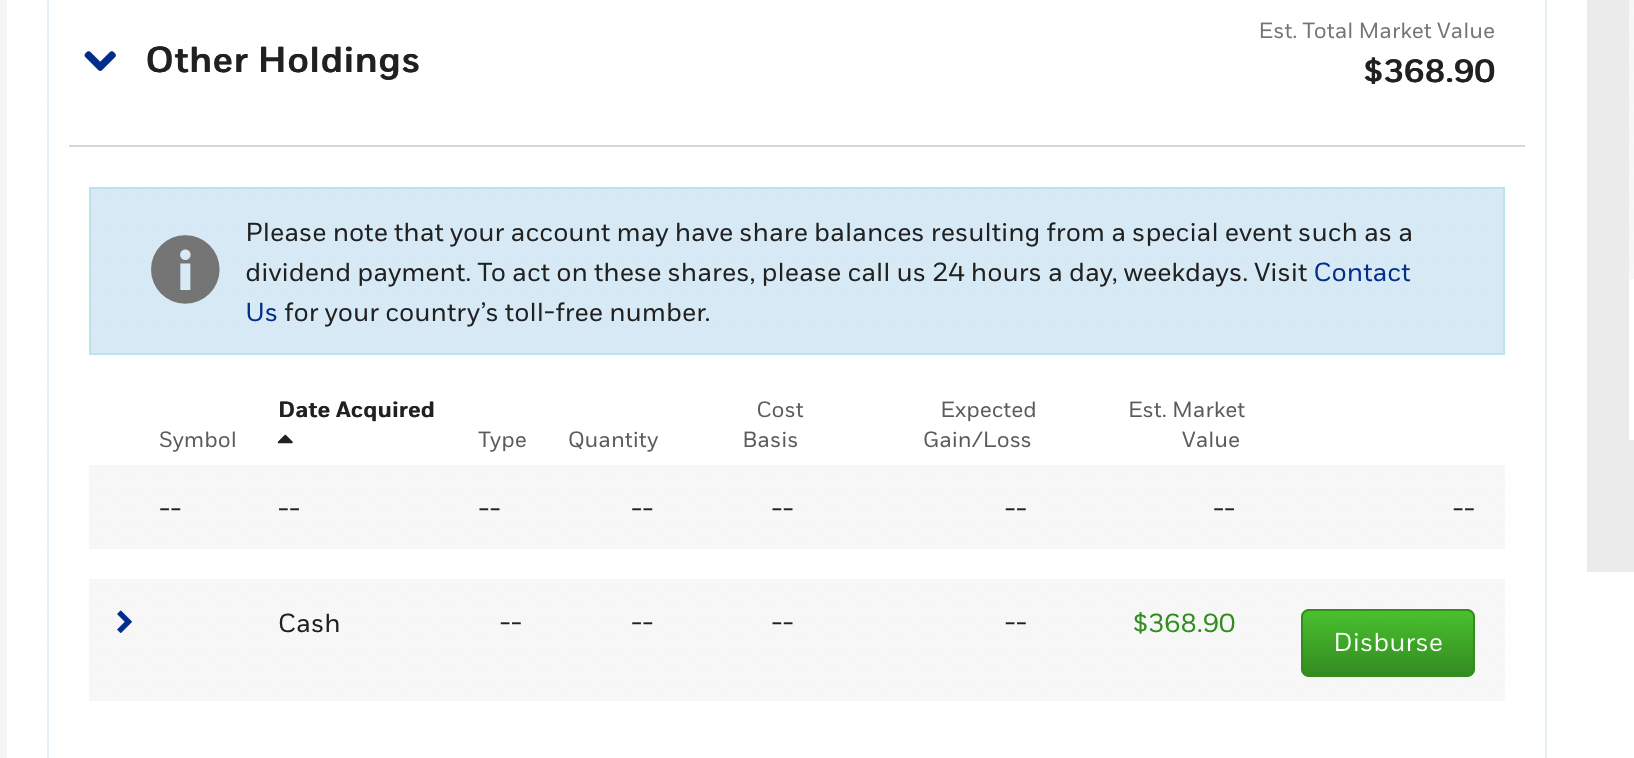 Other Holdings
Est. Total Market Value
$368.90
Please note that your account may have share balances resulting from a special event such as a
dividend payment. To act on these shares, please call us 24 hours a day, weekdays. Visit Contact
Us for your country’s toll-free number.
Symbol Date Acquired Type Quantity Cost Basis Expected Gain/Loss Est. Market Value
-- -- -- -- -- -- -- --
Cash -- -- -- -- $368.90 Disburse